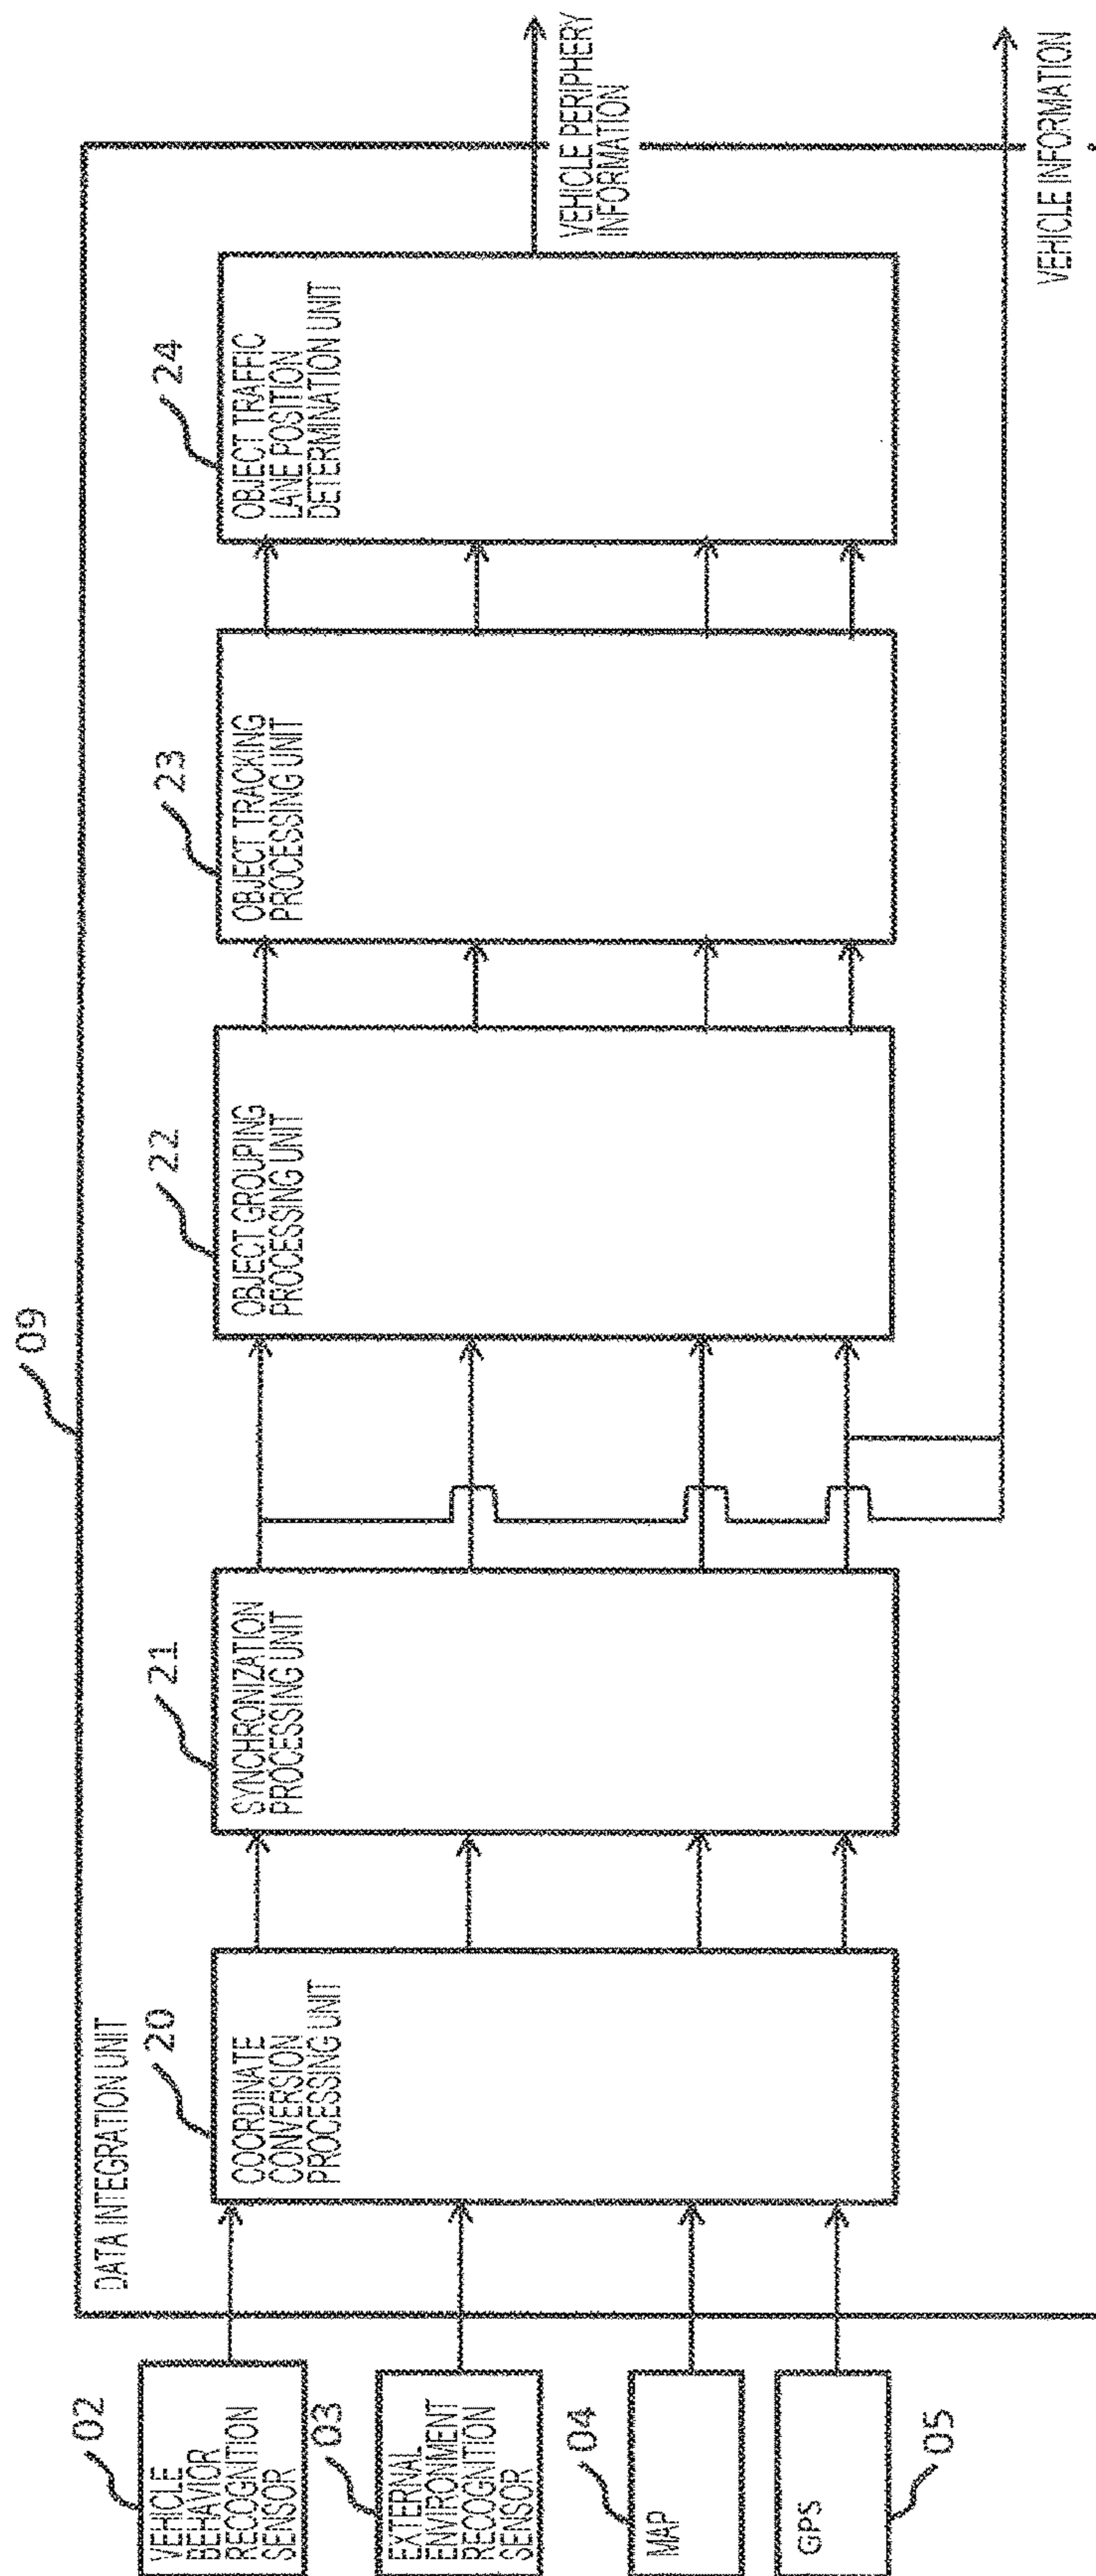 09
DATA INTEGRATION UNIT
02
VEHICLE
BEHAVIOR
RECOGNITION
SENSOR
03
EXTERNAL
ENVIRONMENT
RECOGNITION
SENSOR
04
MAP
GPS
05
20
COORDINATE
CONVERSION
PROCESSING UNIT
21
SYNCHRONIZATION
PROCESSING UNIT
22
OBJECT GROUPING
PROCESSING UNIT
23
OBJECT TRACKING
PROCESSING UNIT
24
OBJECT TRAFFIC
LANE POSITION
DETERMINATION UNIT
VEHICLE PERIPHERY
INFORMATION
VEHICLE INFORMATION